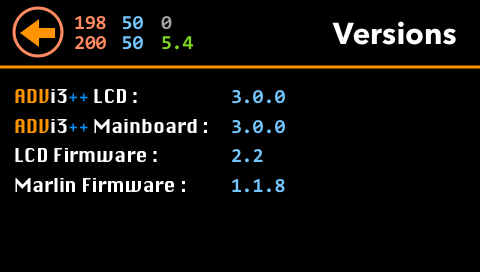 198 50 0
200 50 5.4
Versions
ADVi3++ LCD : 3.0.0
ADVi3++ Mainboard : 3.0.0
LCD Firmware : 2.2
Marlin Firmware : 1.1.8